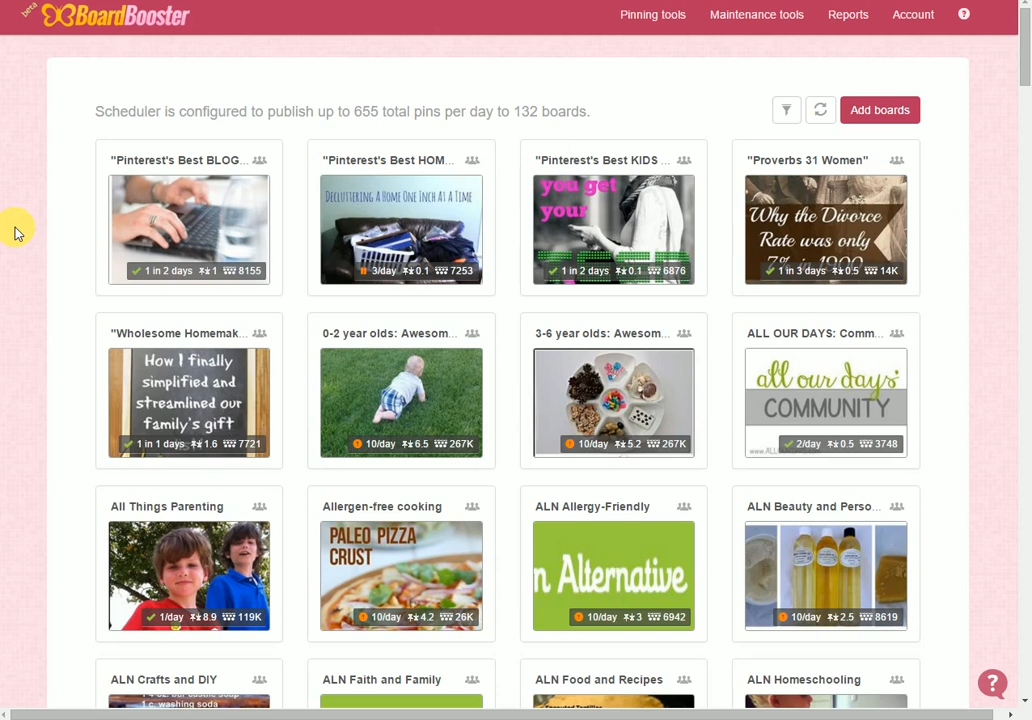 beta
BoardBooster
Pinning tools Maintenance tools Reports Account ?
Scheduler is configured to publish up to 655 total pins per day to 132 boards.
Add boards
"Pinterest's Best BLOG...
"Pinterest's Best HOM...
"Pinterest's Best KIDS ...
"Proverbs 31 Women"
DECLUTTERING A HOME ONE INCH AT A TIME
you get
your
Why the Divorce
Rate was only
7% in 1900
1 in 2 days 1 8155
3/day 0.1 7253
1 in 2 days 0.1 6876
1 in 3 days 0.5 14K
"Wholesome Homemak...
0-2 year olds: Awesom...
3-6 year olds: Awesom...
ALL OUR DAYS: Comm...
How I finally
simplified and
streamlined our
family's gift
all our days'
COMMUNITY
1 in 1 days 1.6 7721
10/day 6.5 267K
10/day 5.2 267K
2/day 0.5 3748
All Things Parenting
Allergen-free cooking
ALN Allergy-Friendly
ALN Beauty and Perso...
PALEO PIZZA
CRUST
n Alternative
1/day 8.9 119K
10/day 4.2 26K
10/day 3 6942
10/day 2.5 8619
ALN Crafts and DIY
ALN Faith and Family
ALN Food and Recipes
ALN Homeschooling
1 c. washing soda
?